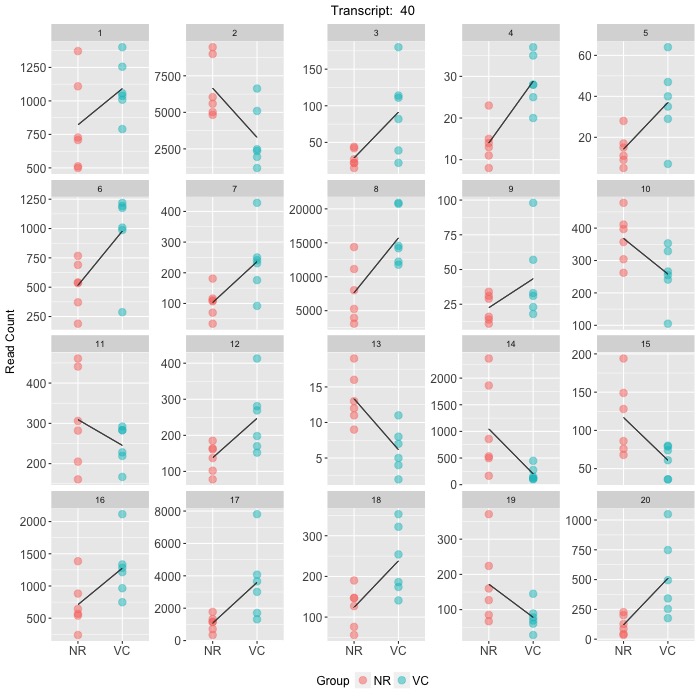 Transcript: 40
1 2 3 4 5
1250 1000 750 500
7500 5000 2500
150 100 50
40 30 20 10
60 40 20
6 7 8 9 10
1250 1000 750 500 250
400 300 200 100
20000 15000 10000 5000
100 75 50 25
400 300 200 100
Read Count
11 12 13 14 15
400 300 200
400 300 200 100
15 10 5
2000 1500 1000 500 0
200 150 100 50
16 17 18 19 20
2000 1500 1000 500
8000 6000 4000 2000 0
300 200 100
300 200 100
1000 750 500 250 0
NR VC NR VC NR VC NR VC NR VC
Group NR VC